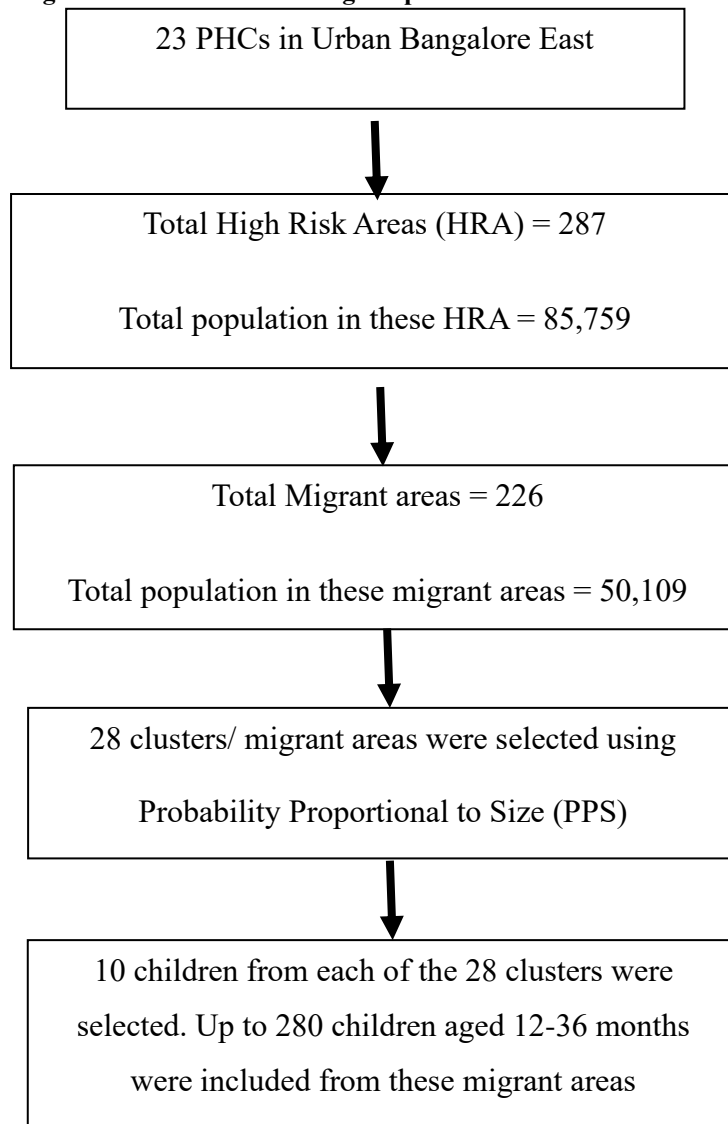 23 PHCs in Urban Bangalore East
Total High Risk Areas (HRA) = 287
Total population in these HRA = 85,759
Total Migrant areas = 226
Total population in these migrant areas = 50,109
28 clusters/ migrant areas were selected using
Probability Proportional to Size (PPS)
10 children from each of the 28 clusters were
selected. Up to 280 children aged 12-36 months
were included from these migrant areas